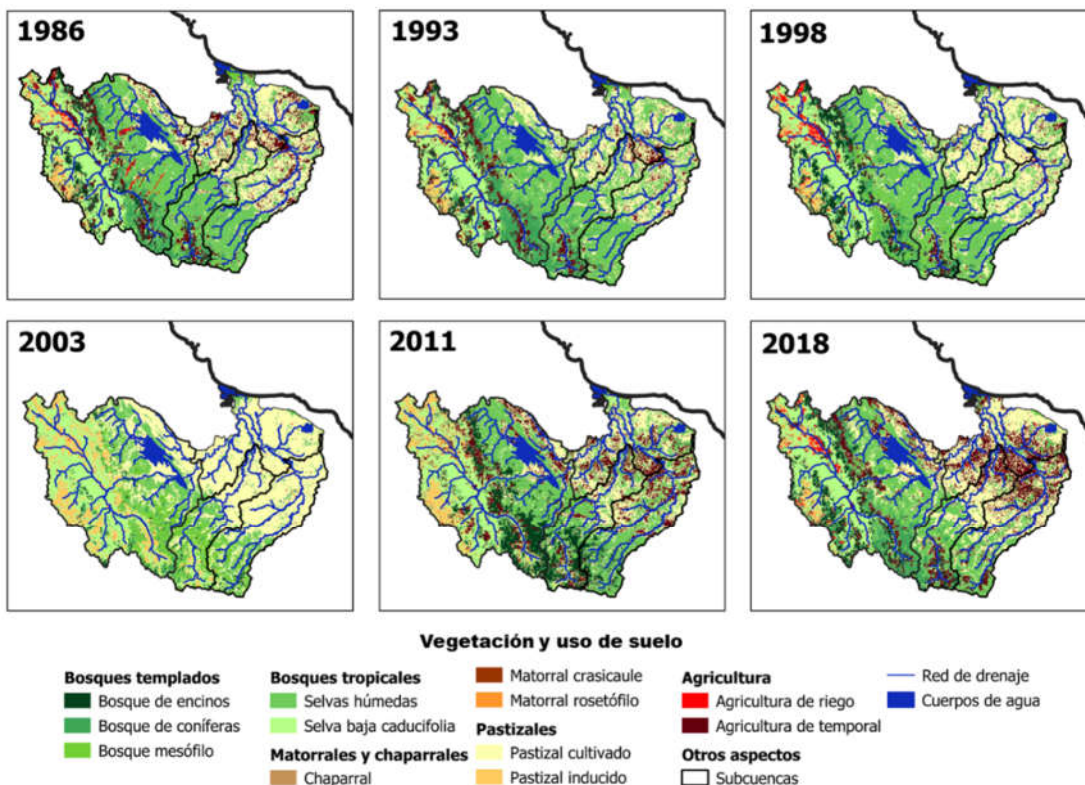 1986
1993
1998
2003
2011
2018
Vegetación y uso de suelo
Bosques templados
Bosque de encinos
Bosque de coníferas
Bosque mesófilo
Bosques tropicales
Selvas húmedas
Selva baja caducifolia
Matorrales y chaparrales
Chaparral
Matorral crasicaule
Matorral rosetófilo
Pastizales
Pastizal cultivado
Pastizal inducido
Agricultura
Agricultura de riego
Agricultura de temporal
Otros aspectos
Subcuencas
Red de drenaje
Cuerpos de agua